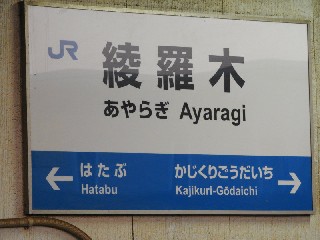 JR
綾羅木
あやらぎ Ayaragi
← はたぶ かじくりごうだいち →
Hatabu Kajikuri-Gōdaichi